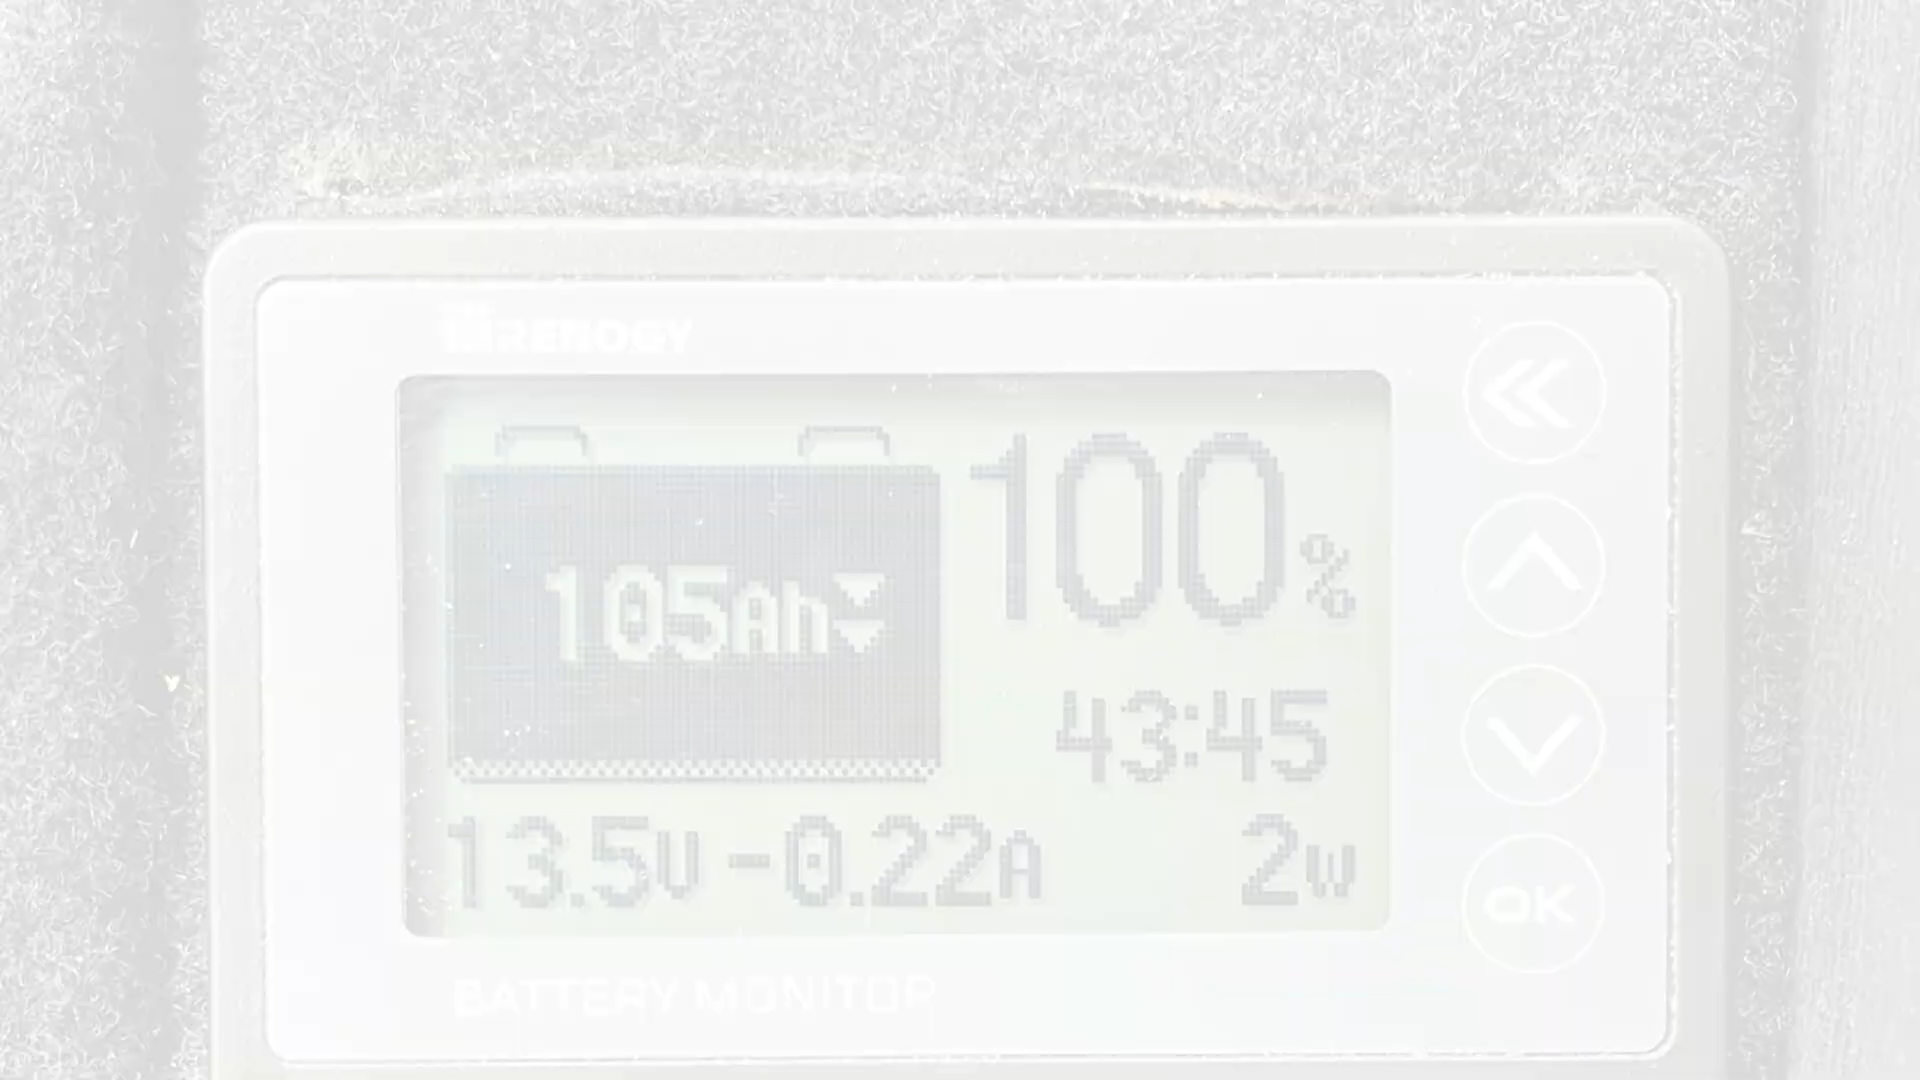 RENOGY
100%
105Ah
43:45
13.5V -0.22A 2W
OK
BATTERY MONITOR